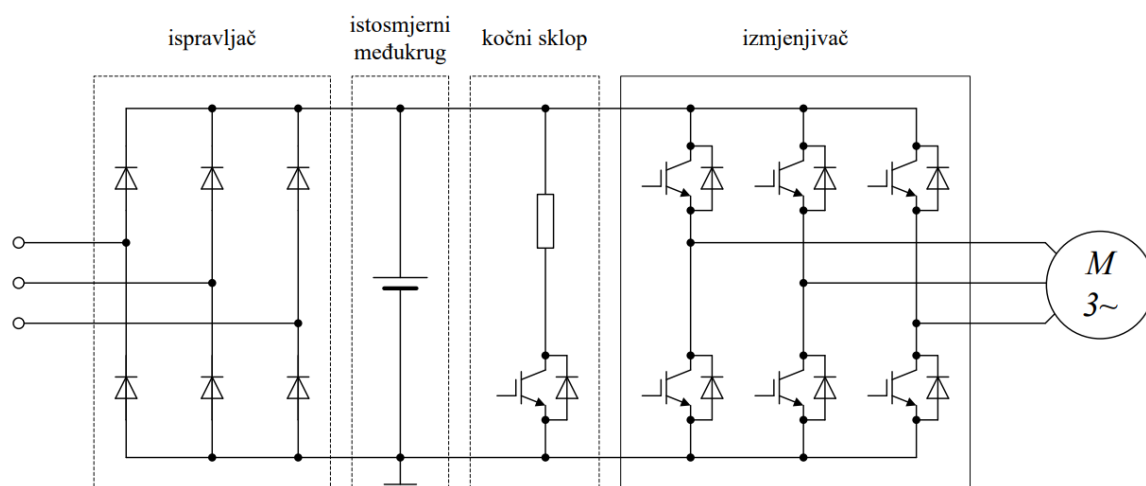 ispravljač
istosmjerni
međukrug
kočni sklop
izmjenjivač
M
3~